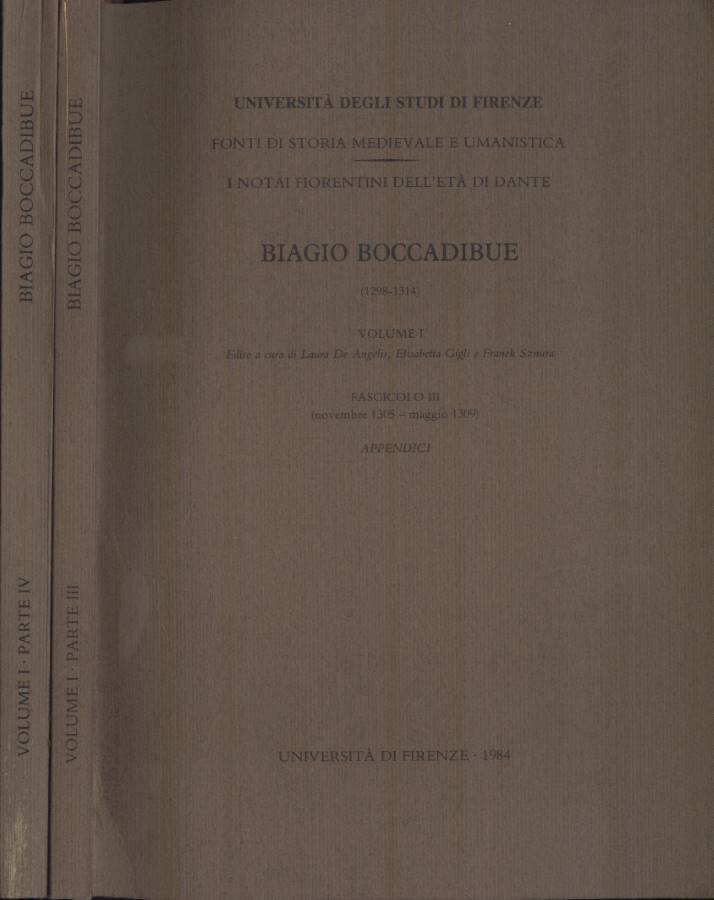 BIAGIO BOCCADIBUE
VOLUME I · PARTE IV
BIAGIO BOCCADIBUE
VOLUME I · PARTE III
UNIVERSITÀ DEGLI STUDI DI FIRENZE
FONTI DI STORIA MEDIEVALE E UMANISTICA
I NOTAI FIORENTINI DELL'ETÀ DI DANTE
BIAGIO BOCCADIBUE
(1298-1314)
VOLUME I
Edito a cura di Laura De Angelis, Elisabetta Gigli e Franek Sznura
FASCICOLO III
(novembre 1305 – maggio 1309)
APPENDICI
UNIVERSITÀ DI FIRENZE · 1984